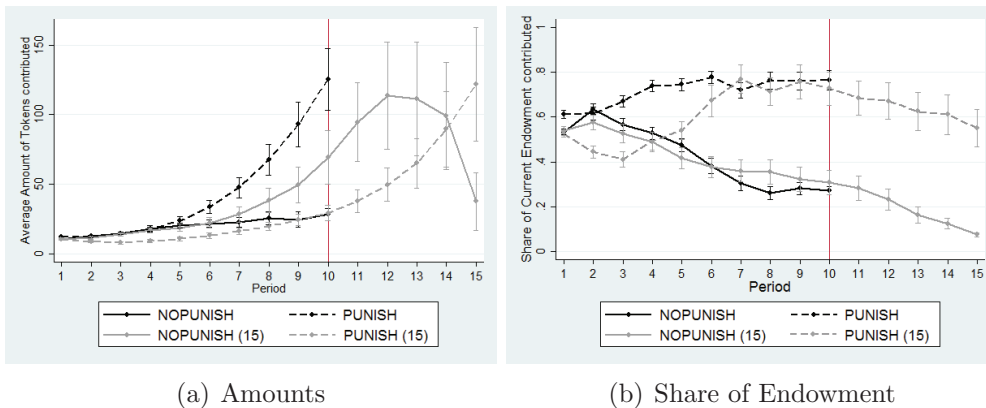 Average Amount of Tokens contributed
150
100
50
0
1 2 3 4 5 6 7 8 9 10 11 12 13 14 15
Period
NOPUNISH PUNISH
NOPUNISH (15) PUNISH (15)
(a) Amounts
Share of Current Endowment contributed
1
.8
.6
.4
.2
0
1 2 3 4 5 6 7 8 9 10 11 12 13 14 15
Period
NOPUNISH PUNISH
NOPUNISH (15) PUNISH (15)
(b) Share of Endowment